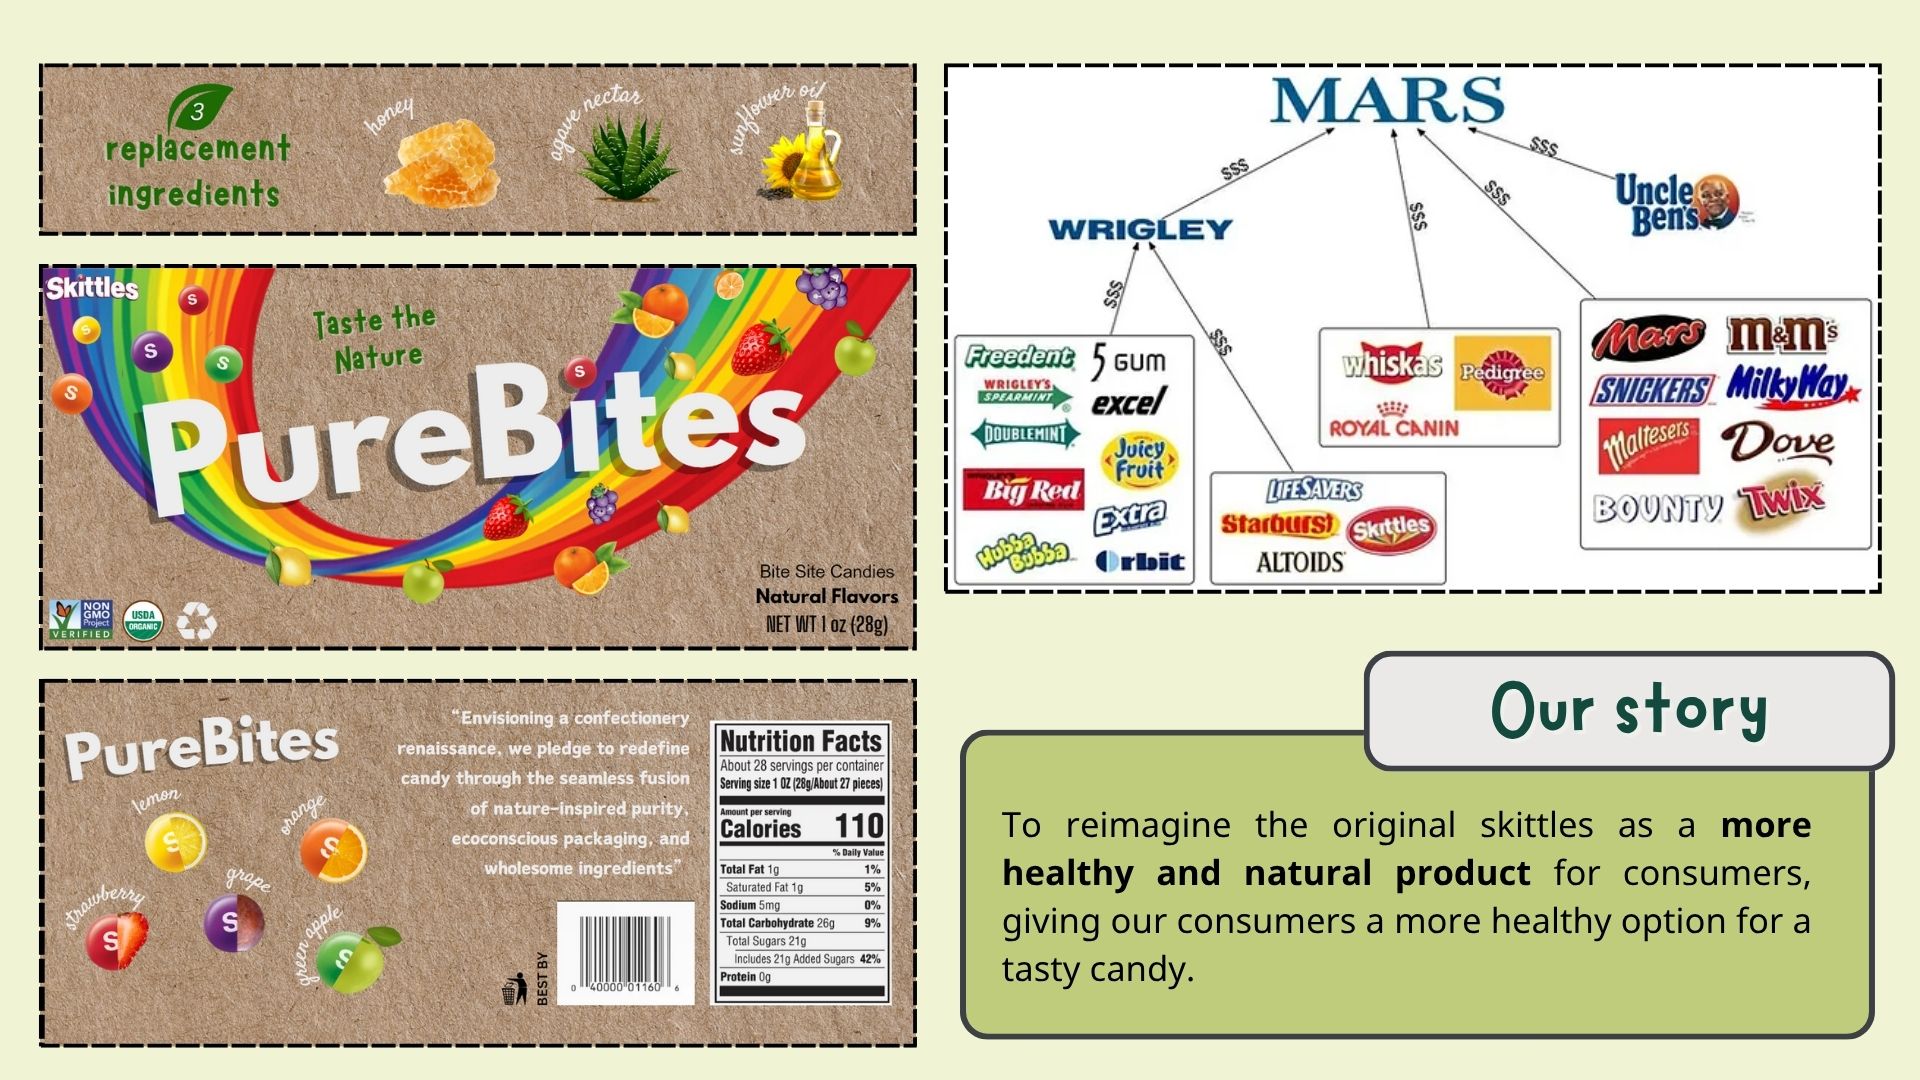 3
replacement
ingredients
honey
agave nectar
sunflower oil
Skittles
S
S
S
S
S
S
Taste the
Nature
PureBites
NON
GMO
Project
VERIFIED
USDA
ORGANIC
Bite Site Candies
Natural Flavors
NET WT 1 oz (28g)
PureBites
lemon
orange
strawberry
grape
green apple
S
S
S
S
S
"Envisioning a confectionery
renaissance, we pledge to redefine
candy through the seamless fusion
of nature-inspired purity,
ecoconscious packaging, and
wholesome ingredients"
BEST BY
0 40000 01160 6
Nutrition Facts
About 28 servings per container
Serving size 1 OZ (28g/About 27 pieces)
Amount per serving
Calories 110
% Daily Value
Total Fat 1g 1%
Saturated Fat 1g 5%
Sodium 5mg 0%
Total Carbohydrate 26g 9%
Total Sugars 21g
Includes 21g Added Sugars 42%
Protein 0g
MARS
$$$
$$$
$$$
$$$
Uncle
Ben's
WRIGLEY
$$$
$$$
Freedent
5 GUM
WRIGLEY'S
SPEARMINT
excel
DOUBLEMINT
Juicy
Fruit
WRIGLEY'S
Big Red
Extra
Hubba
Bubba
Orbit
LIFESAVERS
Starburst
Skittles
ALTOIDS
whiskas
Pedigree
ROYAL CANIN
Mars
m&m's
SNICKERS
Milky Way
Maltesers
Dove
BOUNTY
Twix
Our story
To reimagine the original skittles as a more
healthy and natural product for consumers,
giving our consumers a more healthy option for a
tasty candy.